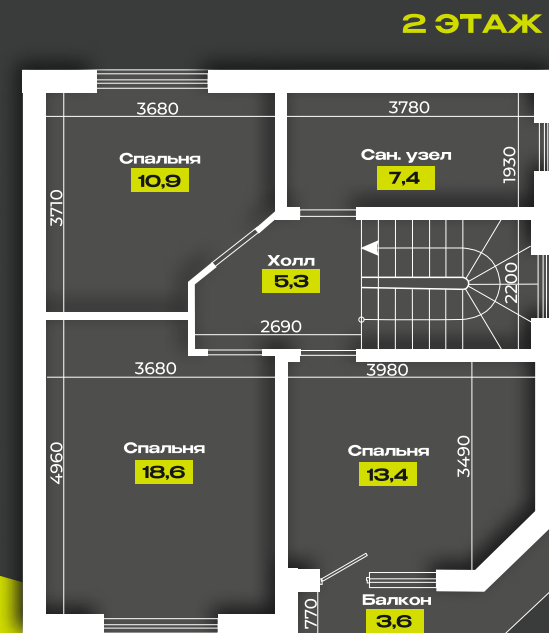 2 ЭТАЖ
3680
3780
Спальня
10,9
Сан. узел
7,4
1930
3710
Холл
5,3
2200
2690
3680
3980
Спальня
18,6
4960
Спальня
13,4
3490
Балкон
3,6
770